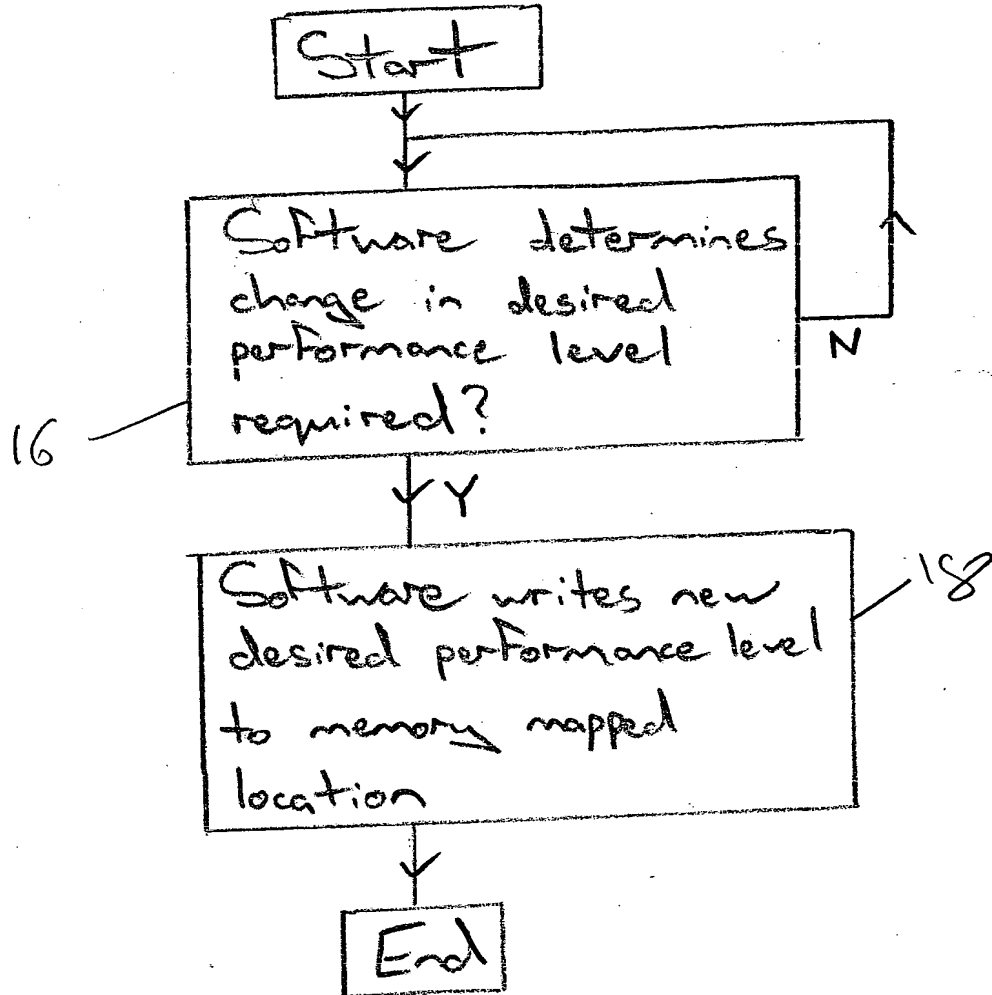 Start
Software determines
change in desired
performance level
required?
N
16
Y
Software writes new
desired performance level
to memory mapped
location
18
End